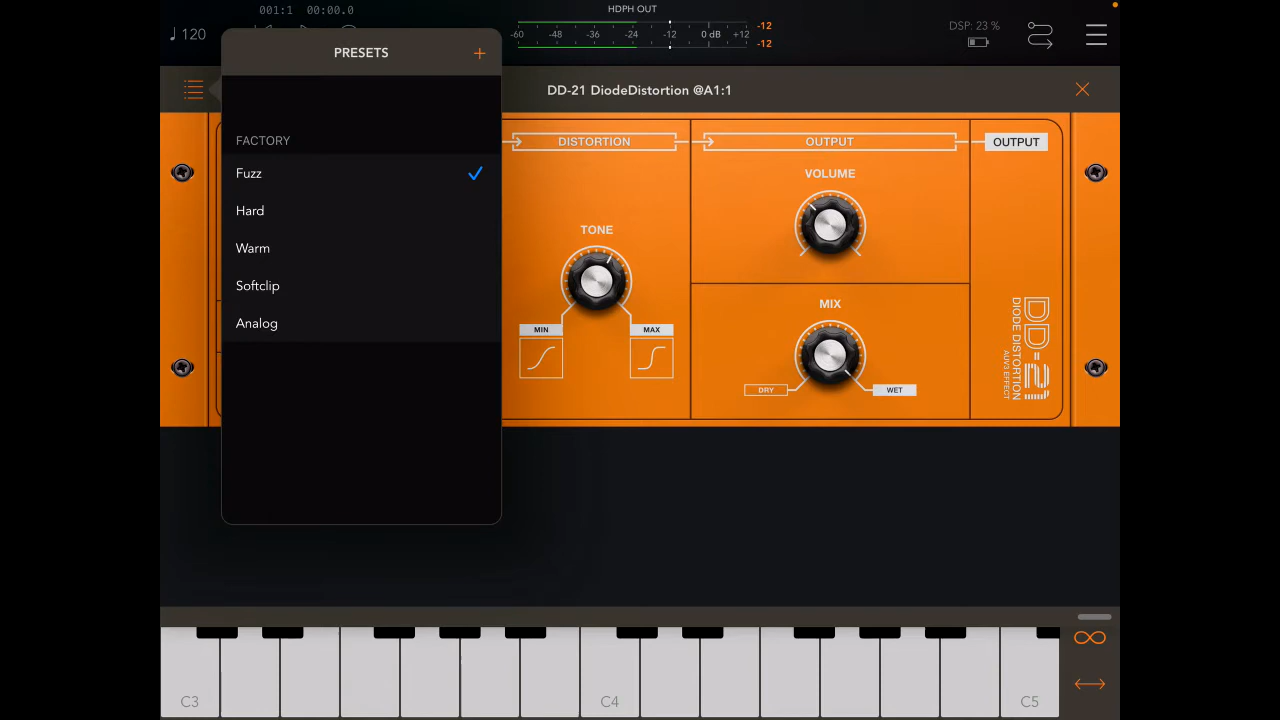 001:1 00:00.0
120
HDPH OUT
-60 -48 -36 -24 -12 0 dB +12
-12
-12
DSP: 23 %
PRESETS
+
DD-21 DiodeDistortion @A1:1
FACTORY
Fuzz
Hard
Warm
Softclip
Analog
DISTORTION
TONE
MIN
MAX
OUTPUT
VOLUME
MIX
DRY
WET
OUTPUT
DD-21
DIODE DISTORTION
AUV3 EFFECT
C3
C4
C5